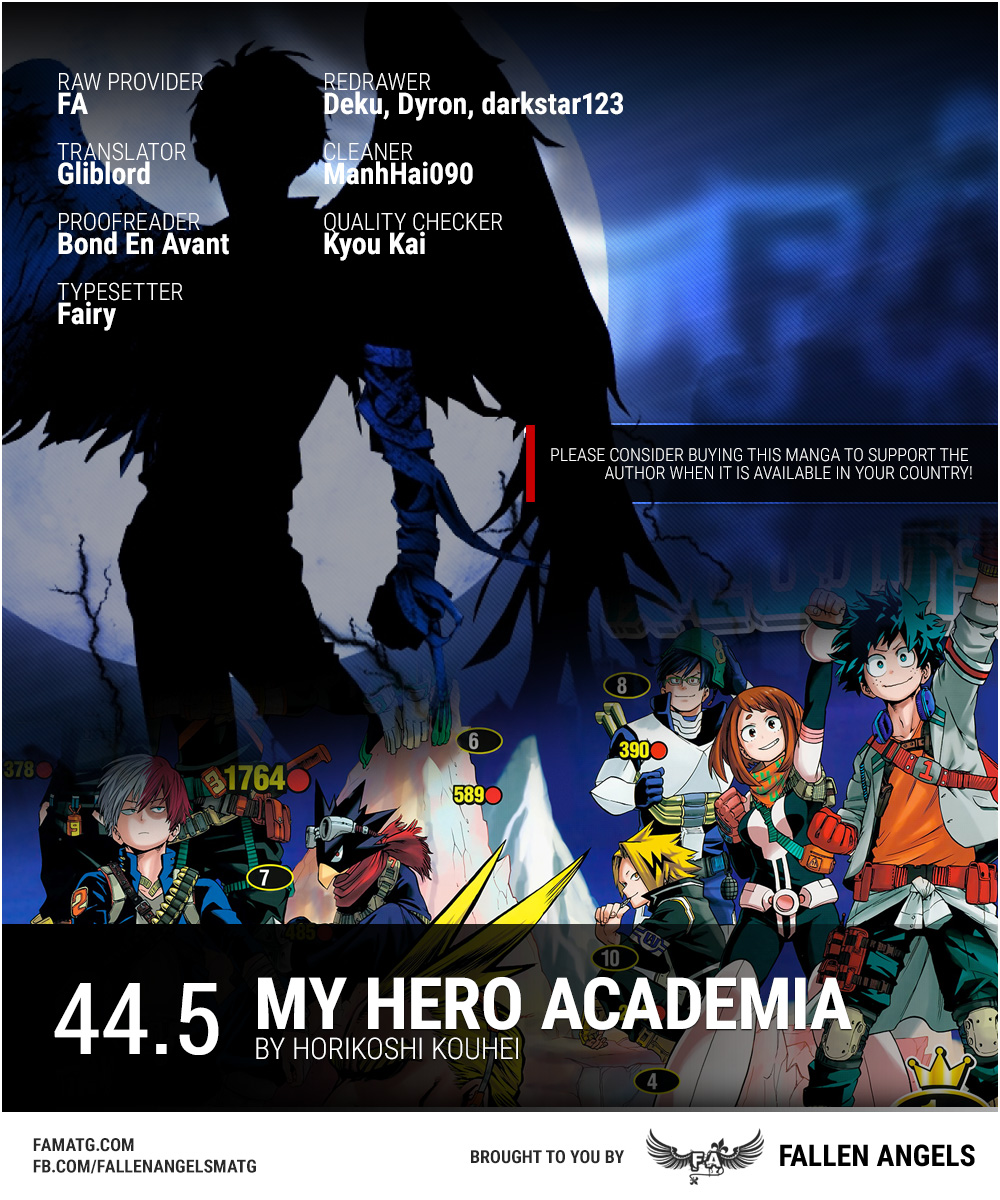 RAW PROVIDER
FA
TRANSLATOR
Gliblord
PROOFREADER
Bond En Avant
TYPESETTER
Fairy
REDRAWER
Deku, Dyron, darkstar123
CLEANER
ManhHai090
QUALITY CHECKER
Kyou Kai
PLEASE CONSIDER BUYING THIS MANGA TO SUPPORT THE
AUTHOR WHEN IT IS AVAILABLE IN YOUR COUNTRY!
8
390
6
589
378
1764
7
485
10
4
1
44.5
MY HERO ACADEMIA
BY HORIKOSHI KOUHEI
FAMATG.COM
FB.COM/FALLENANGELSMATG
BROUGHT TO YOU BY
FA
FALLEN ANGELS